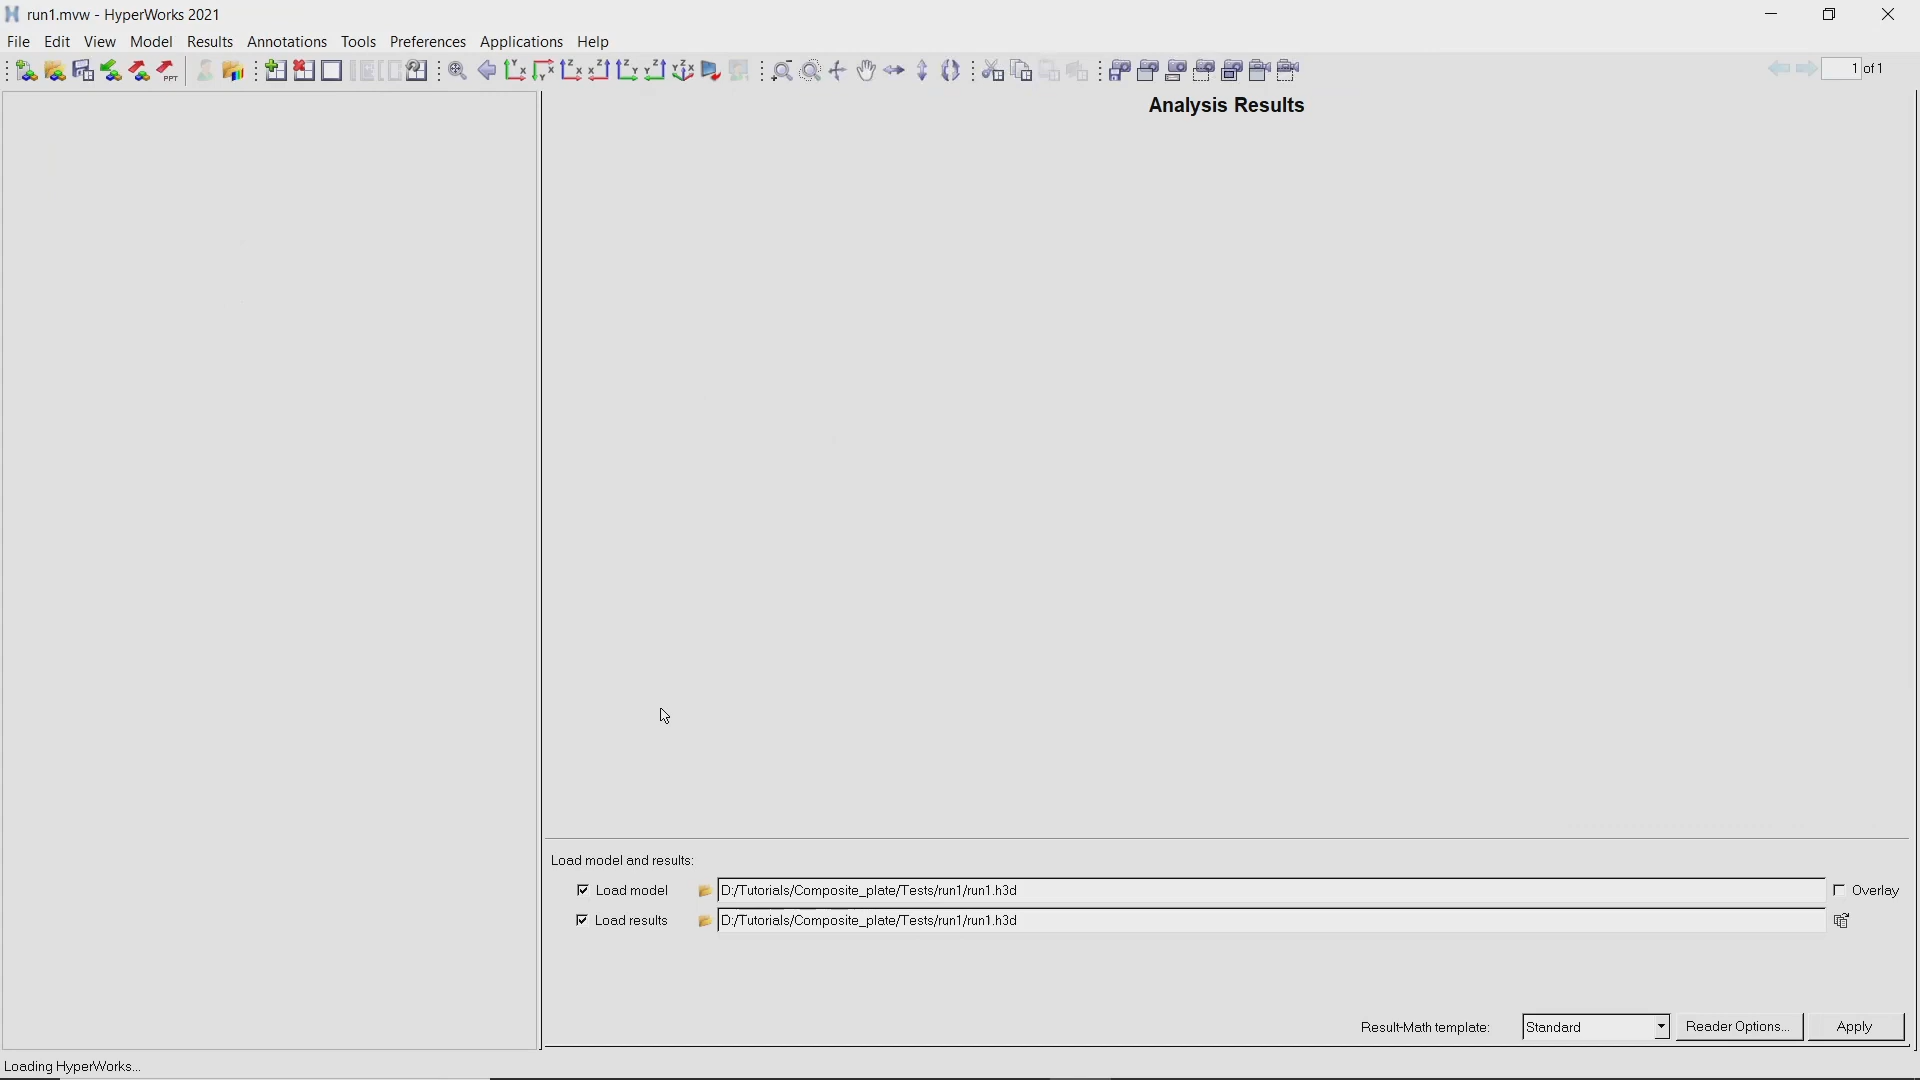 run1.mvw - HyperWorks 2021
File Edit View Model Results Annotations Tools Preferences Applications Help
1 of 1
Analysis Results
Load model and results:
Load model D:/Tutorials/Composite_plate/Tests/run1/run1.h3d Overlay
Load results D:/Tutorials/Composite_plate/Tests/run1/run1.h3d
Result-Math template: Standard Reader Options... Apply
Loading HyperWorks...